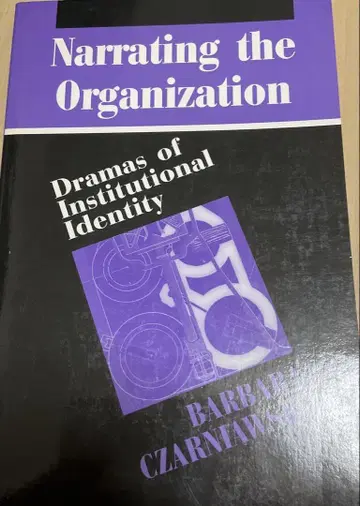 Narrating the
Organization
Dramas of
Institutional
Identity